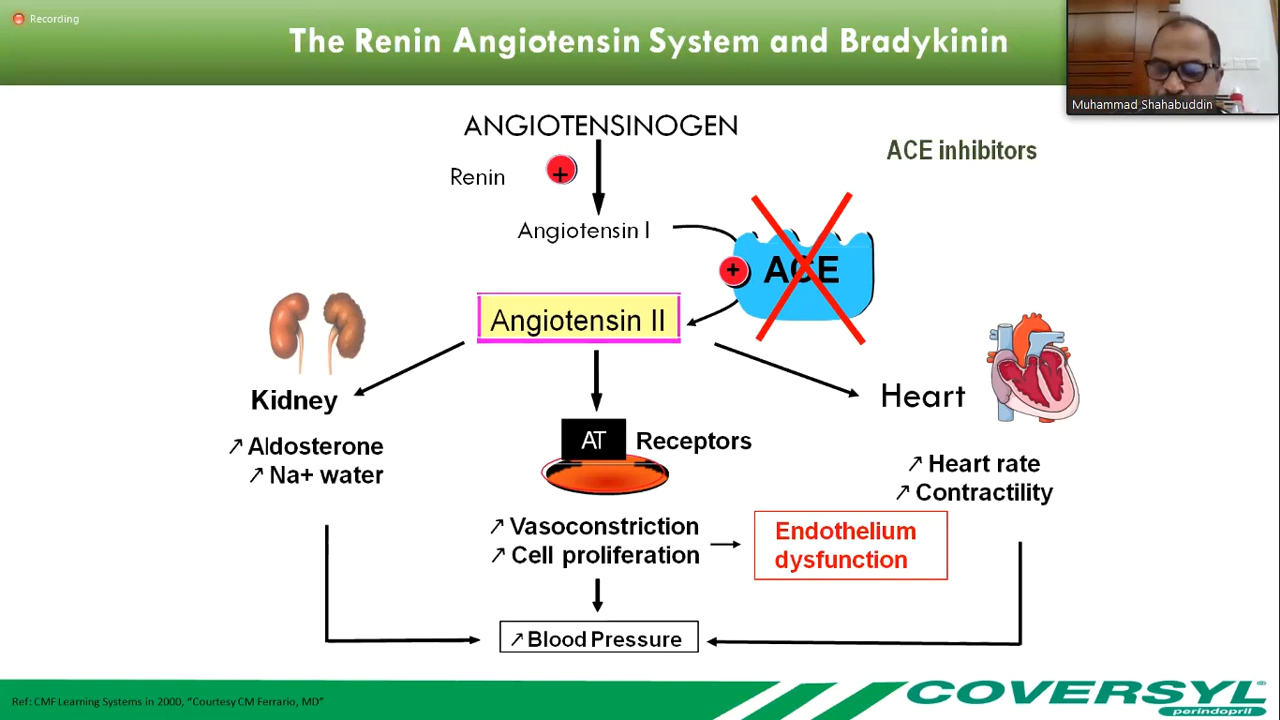 Recording
The Renin Angiotensin System and Bradykinin
Muhammad Shahabuddin
ANGIOTENSINOGEN
ACE inhibitors
Renin
+
Angiotensin I
+
ACE
Angiotensin II
Kidney
Heart
↗ Aldosterone
↗ Na+ water
AT
Receptors
↗ Heart rate
↗ Contractility
↗ Vasoconstriction
↗ Cell proliferation
Endothelium
dysfunction
↗ Blood Pressure
Ref: CMF Learning Systems in 2000, "Courtesy CM Ferrario, MD"
COVERSYL®
perindopril